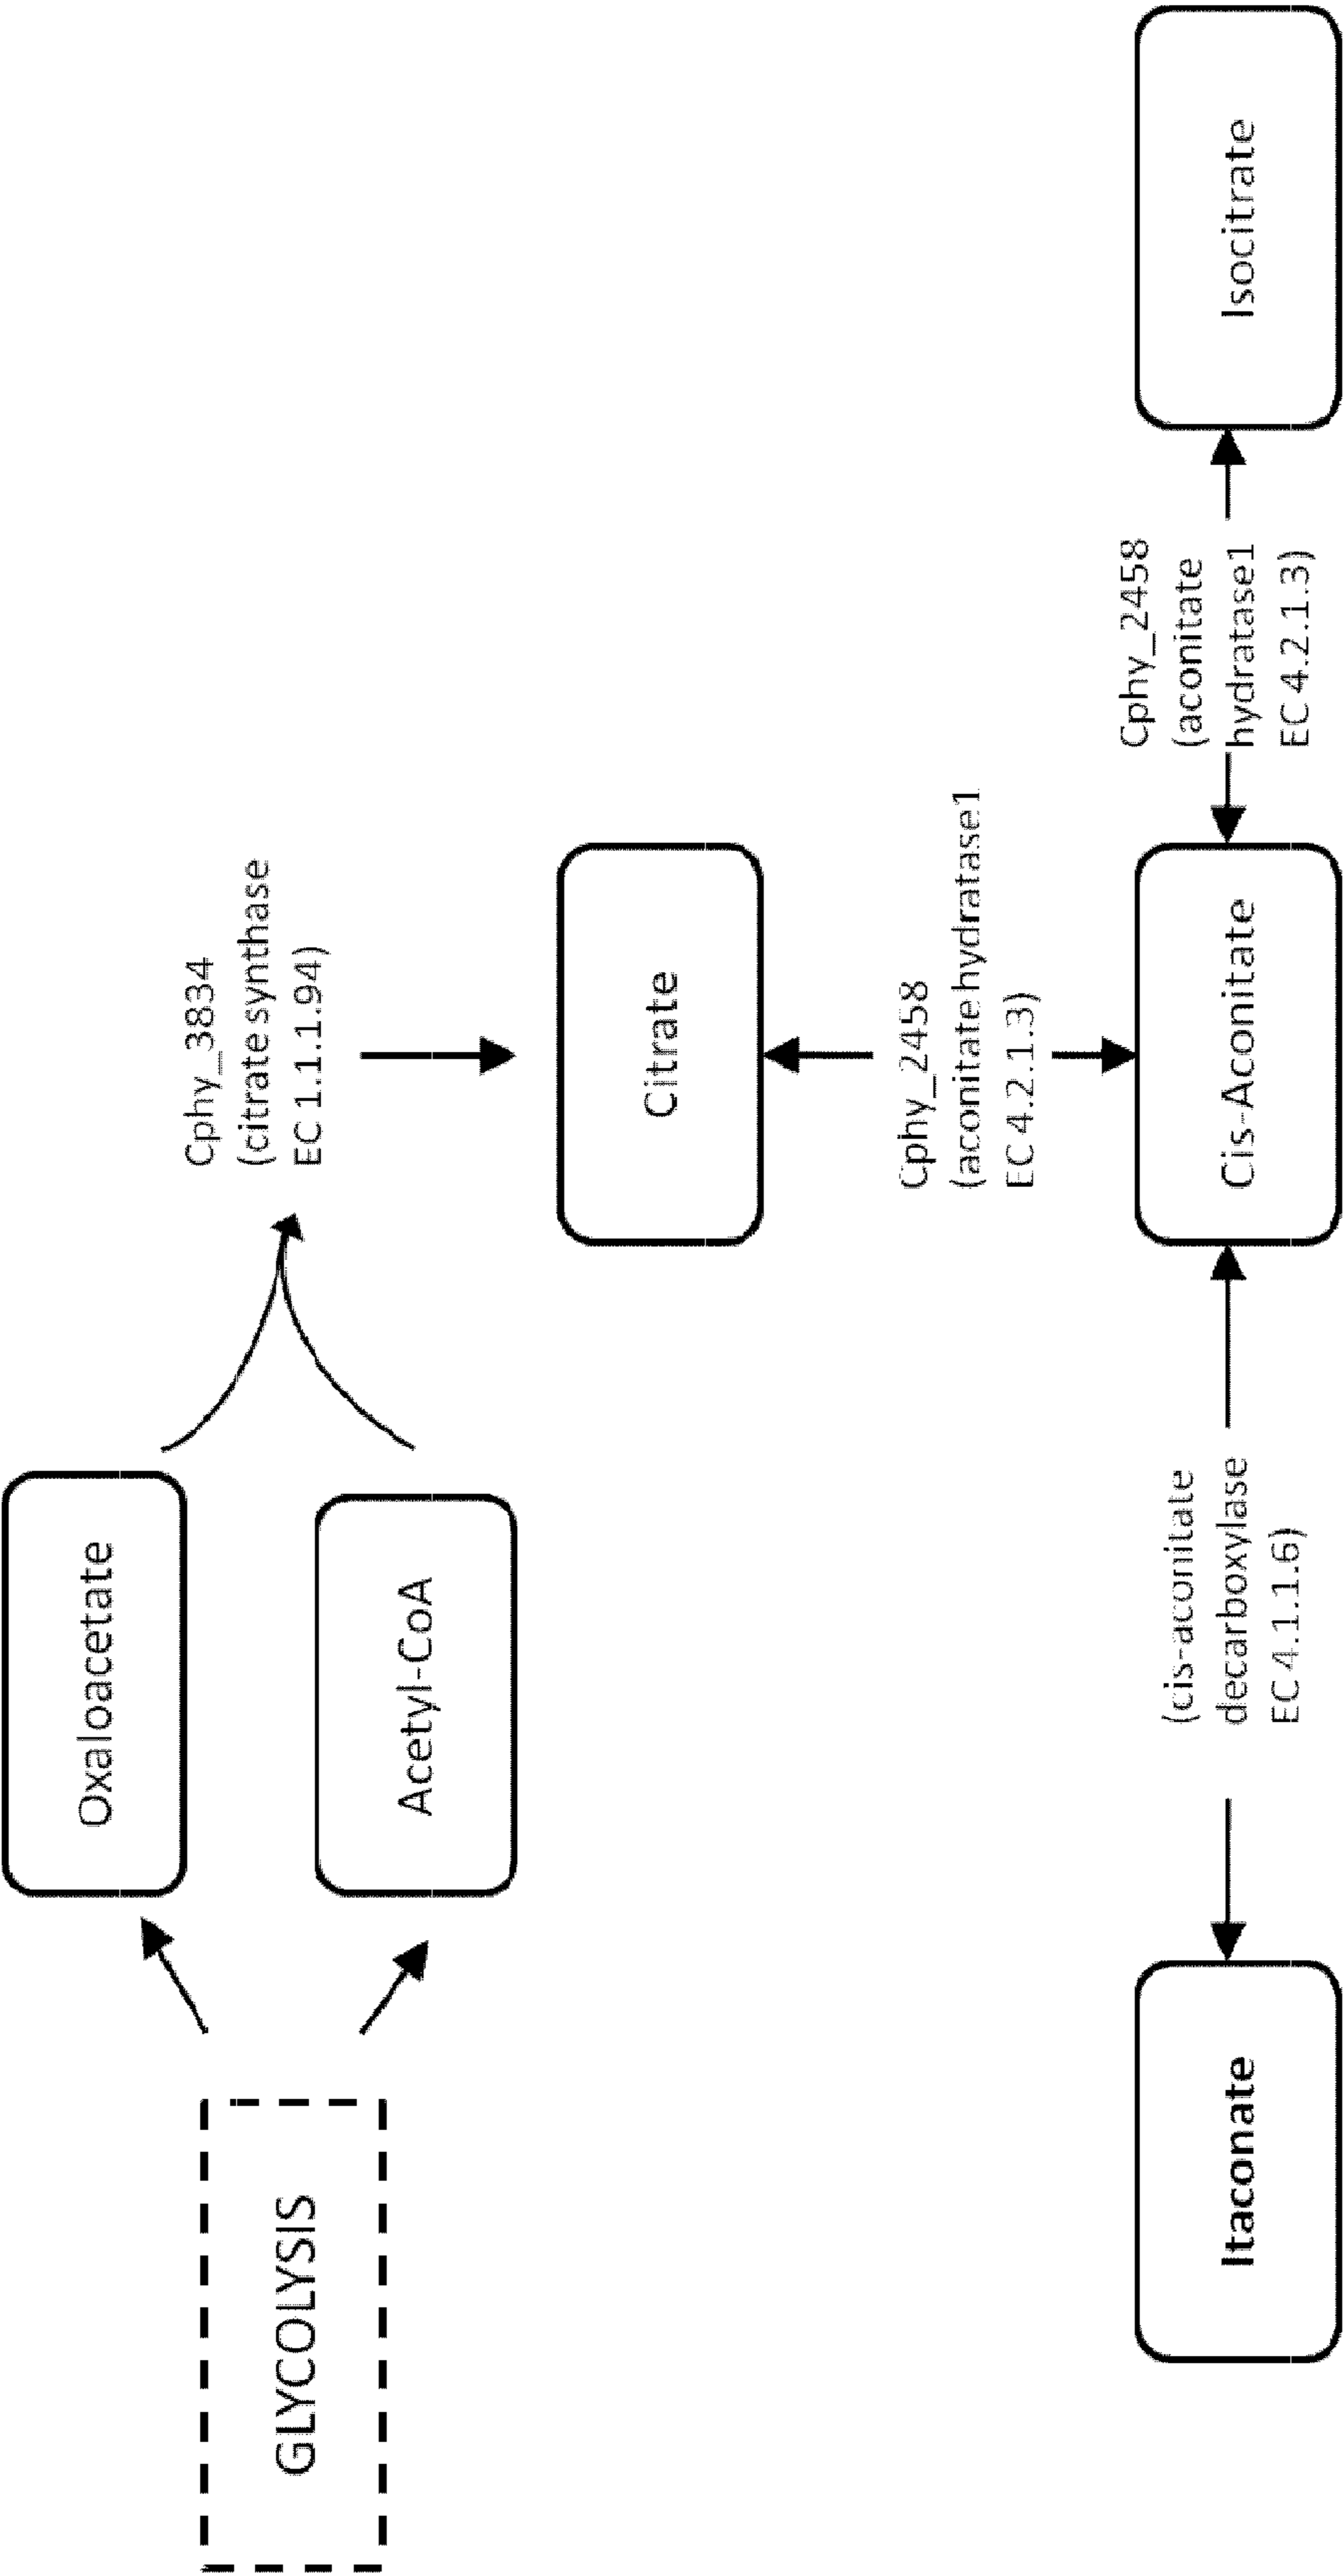 GLYCOLYSIS
Oxaloacetate
Acetyl-CoA
Cphy_3834
(citrate synthase
EC 1.1.1.94)
Citrate
Cphy_2458
(aconitate hydratase1
EC 4.2.1.3)
Itaconate
(cis-aconitate
decarboxylase
EC 4.1.1.6)
Cis-Aconitate
Cphy_2458
(aconitate
hydratase1
EC 4.2.1.3)
Isocitrate